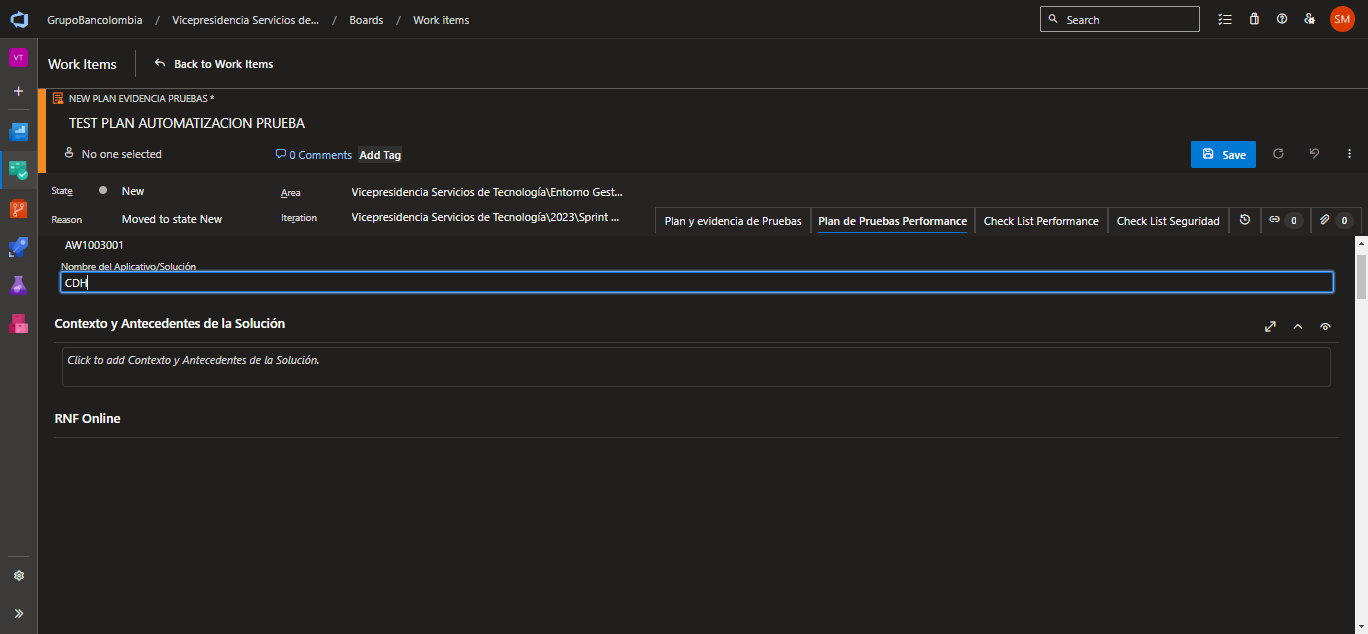 GrupoBancolombia / Vicepresidencia Servicios de... / Boards / Work items
Search
SM
VT
Work Items
Back to Work Items
NEW PLAN EVIDENCIA PRUEBAS *
TEST PLAN AUTOMATIZACION PRUEBA
No one selected
0 Comments
Add Tag
Save
State
New
Area
Vicepresidencia Servicios de Tecnología\Entorno Gest...
Reason
Moved to state New
Iteration
Vicepresidencia Servicios de Tecnología\2023\Sprint ...
Plan y evidencia de Pruebas
Plan de Pruebas Performance
Check List Performance
Check List Seguridad
0
0
AW1003001
Nombre del Aplicativo/Solución
CDH
Contexto y Antecedentes de la Solución
Click to add Contexto y Antecedentes de la Solución.
RNF Online